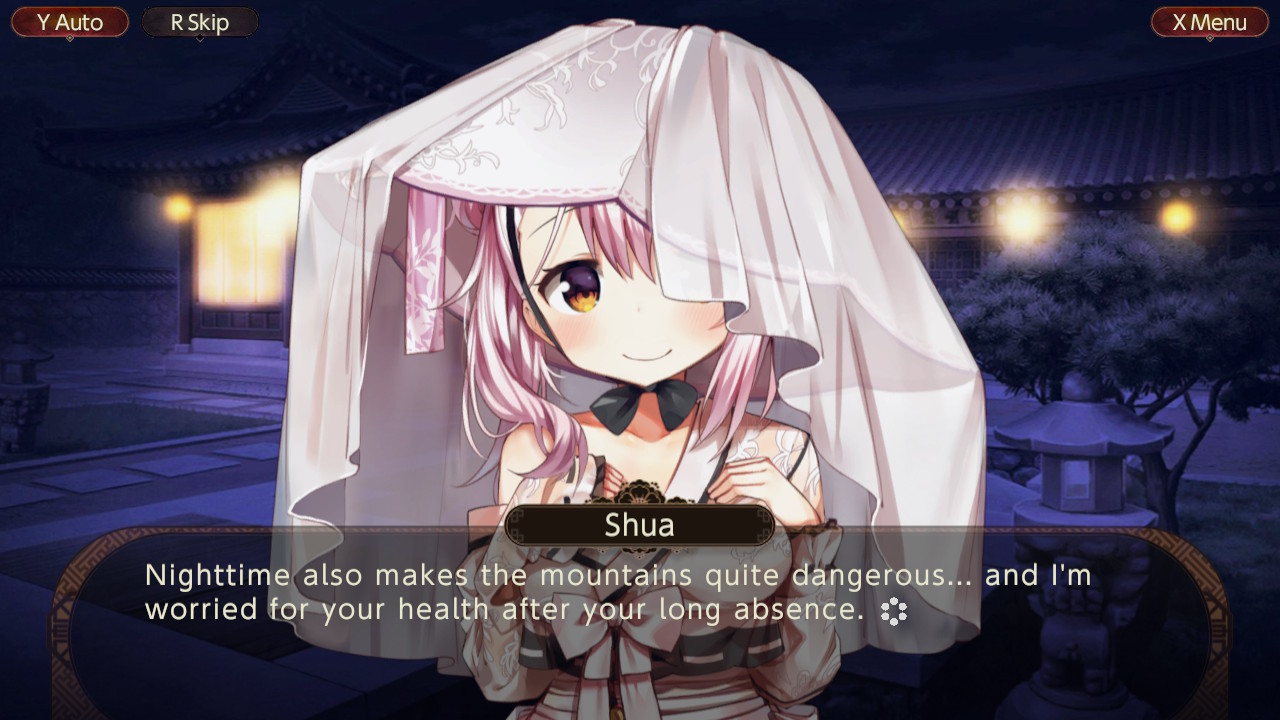 Y Auto
R Skip
X Menu
Shua
Nighttime also makes the mountains quite dangerous... and I'm
worried for your health after your long absence.